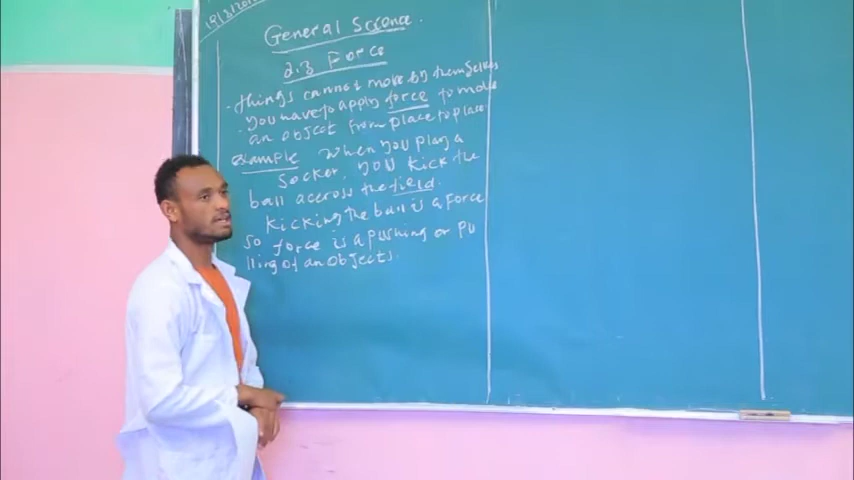 General Science.
2.3 Force
. things cannot move by themselves
. You have to apply force to move
an object from place to place
example when you play a
Socker, you kick the
ball accross the field.
Kicking the ball is a force
So force is a pushing or pu
lling of an objects.